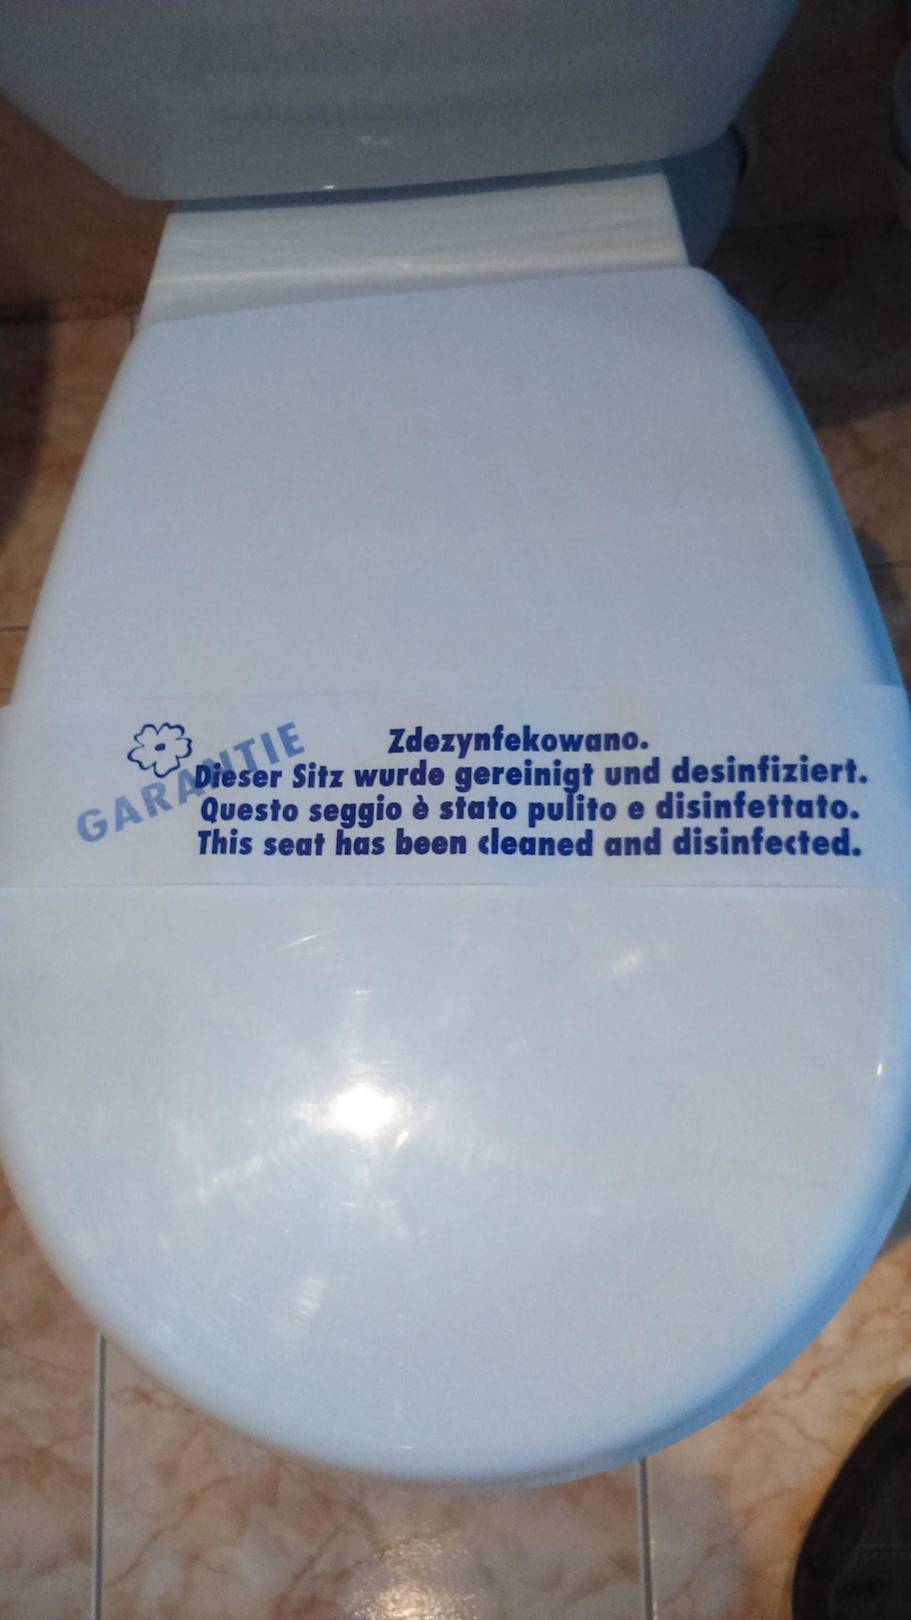 GARANTIE
Zdezynfekowano.
Dieser Sitz wurde gereinigt und desinfiziert.
Questo seggio è stato pulito e disinfettato.
This seat has been cleaned and disinfected.